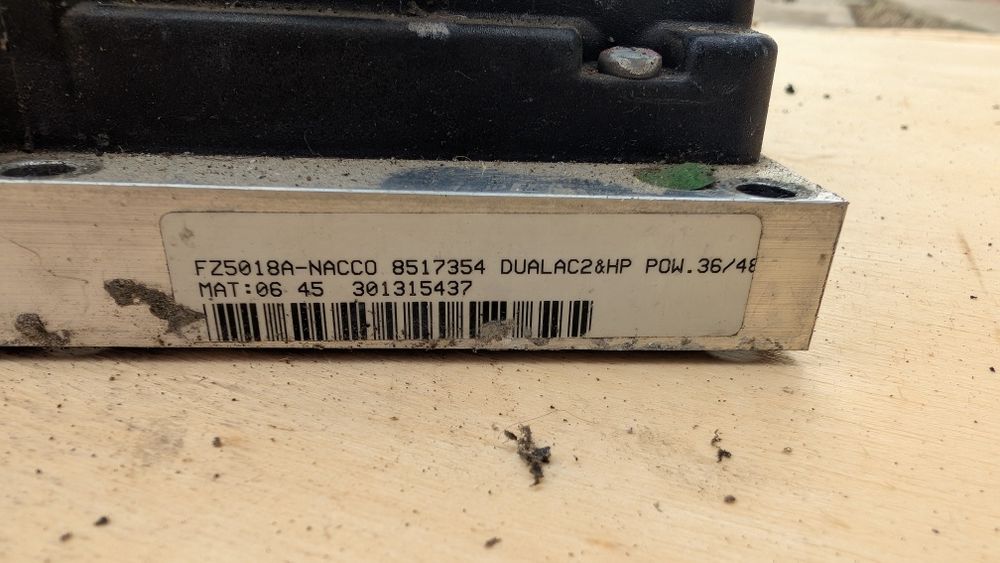 FZ5018A-NACCO 8517354 DUALAC2&HP POW.36/48
MAT:06 45 301315437